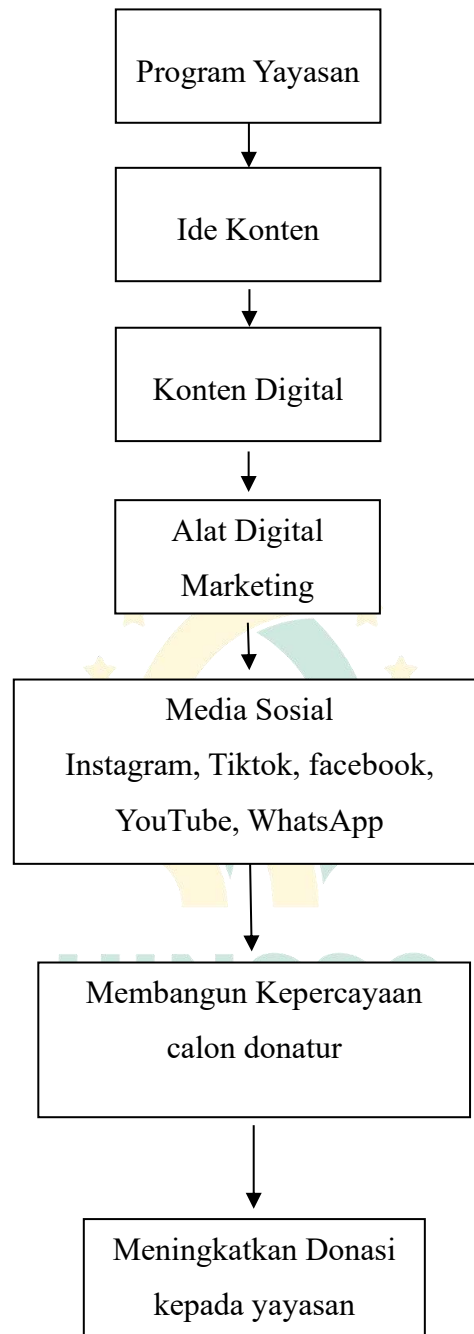 Program Yayasan
Ide Konten
Konten Digital
Alat Digital
Marketing
Media Sosial
Instagram, Tiktok, facebook,
YouTube, WhatsApp
Membangun Kepercayaan
calon donatur
Meningkatkan Donasi
kepada yayasan